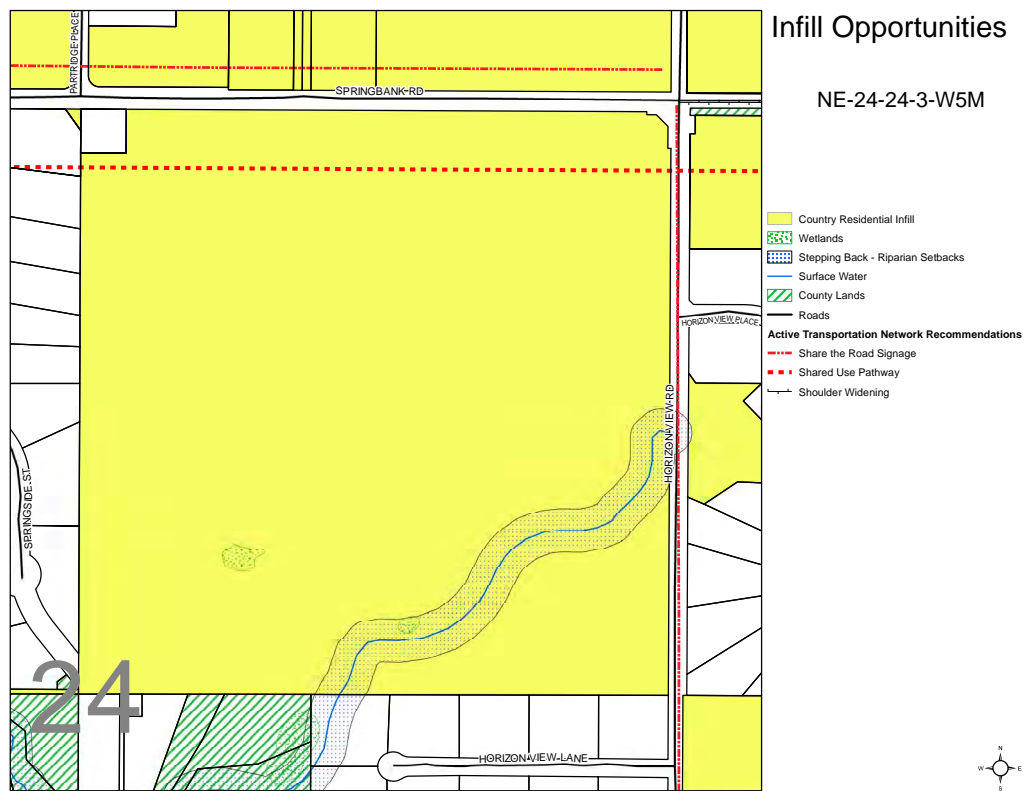 Infill Opportunities
NE-24-24-3-W5M
PARTRIDGE PLACE
SPRINGBANK RD
HORIZON VIEW PLACE
HORIZON VIEW RD
SPRINGSIDE ST
24
HORIZON VIEW LANE
Country Residential Infill
Wetlands
Stepping Back - Riparian Setbacks
Surface Water
County Lands
Roads
Active Transportation Network Recommendations
Share the Road Signage
Shared Use Pathway
Shoulder Widening
N
W
E
S